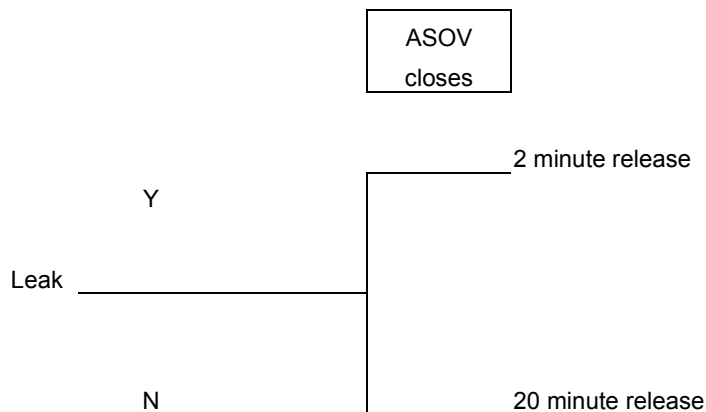 ASOV
closes
2 minute release
Y
Leak
N
20 minute release